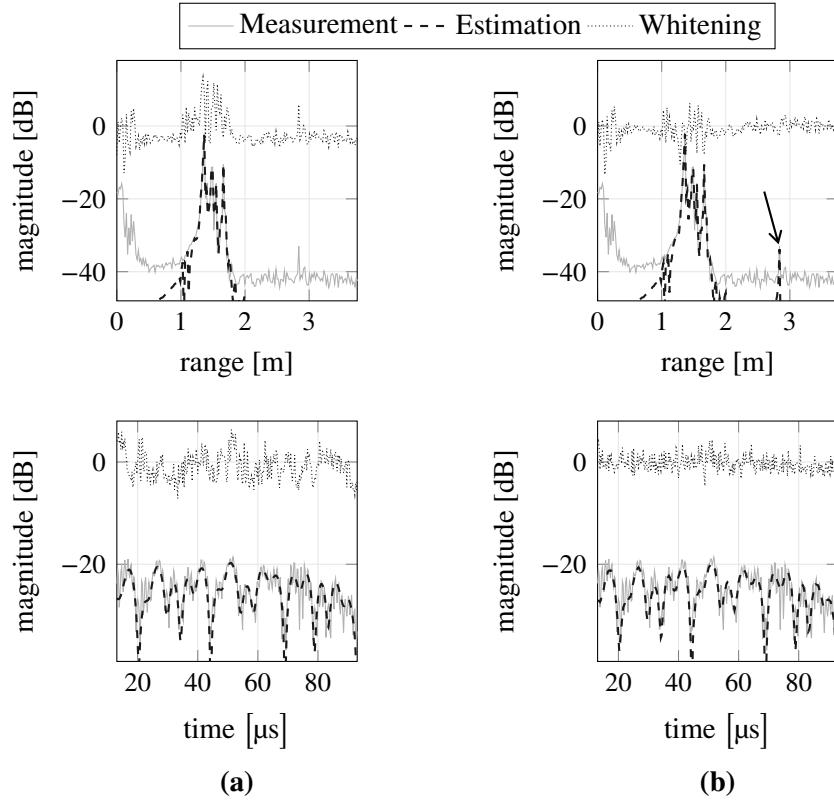 Measurement Estimation Whitening
magnitude [dB]
0
−20
−40
0 1 2 3
range [m]
magnitude [dB]
0
−20
−40
0 1 2 3
range [m]
magnitude [dB]
0
−20
20 40 60 80
time [μs]
(a)
magnitude [dB]
0
−20
20 40 60 80
time [μs]
(b)